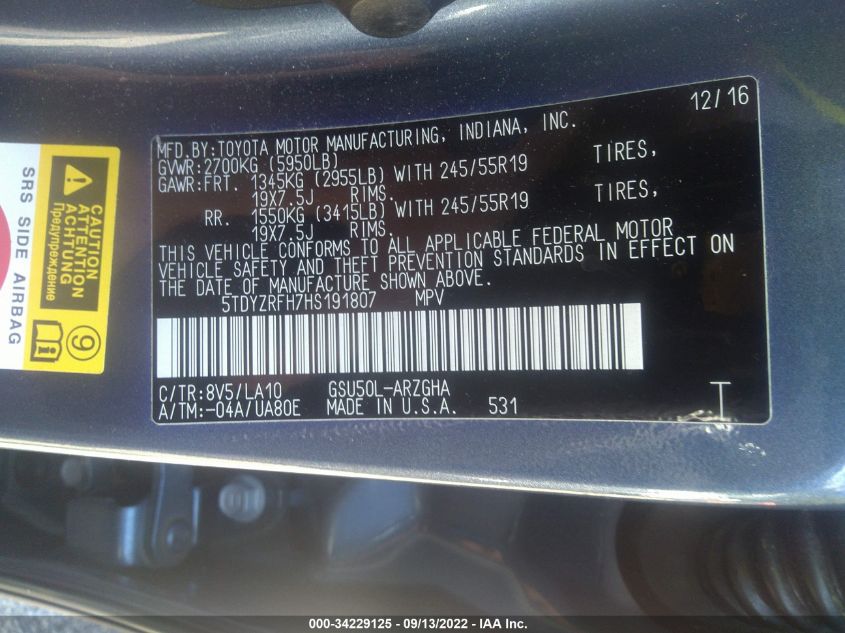 12/16
MFD.BY:TOYOTA MOTOR MANUFACTURING, INDIANA, INC.
GVWR:2700KG (5950LB)
GAWR:FRT. 1345KG (2955LB) WITH 245/55R19 TIRES,
19X7.5J RIMS.
RR. 1550KG (3415LB) WITH 245/55R19 TIRES,
19X7.5J RIMS.
THIS VEHICLE CONFORMS TO ALL APPLICABLE FEDERAL MOTOR
VEHICLE SAFETY AND THEFT PREVENTION STANDARDS IN EFFECT ON
THE DATE OF MANUFACTURE SHOWN ABOVE.
5TDYZRFH7HS191807 MPV
C/TR:8V5/LA10 GSU50L-ARZGHA
A/TM:-04A/UA80E MADE IN U.S.A. 531
T
SRS SIDE AIRBAG
CAUTION
ATTENTION
ACHTUNG
Предупреждение
9
i
000-34229125 - 09/13/2022 - IAA Inc.